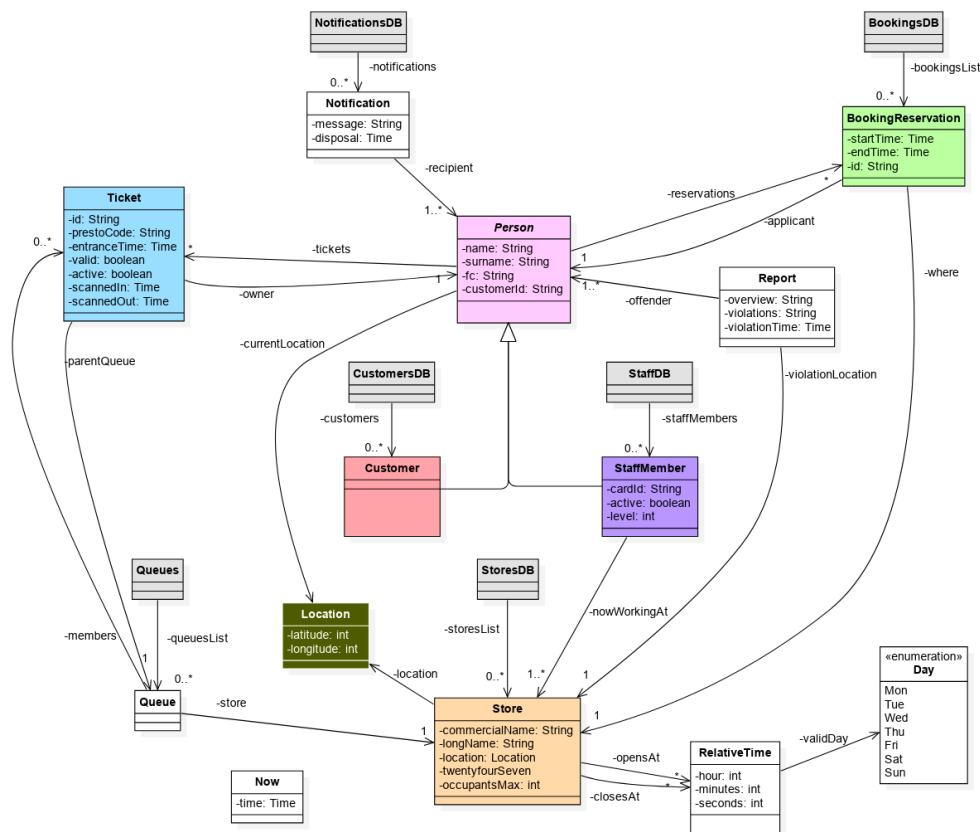 NotificationsDB
BookingsDB
-notifications
0..*
-bookingsList
0..*
Notification
-message: String
-disposal: Time
BookingReservation
-startTime: Time
-endTime: Time
-id: String
-recipient
1..*
-reservations
*
-applicant
1
Ticket
-id: String
-prestoCode: String
-entranceTime: Time
-valid: boolean
-active: boolean
-scannedIn: Time
-scannedOut: Time
0..*
*
-tickets
-owner
1
Person
-name: String
-surname: String
-fc: String
-customerId: String
1..*
-offender
-where
Report
-overview: String
-violations: String
-violationTime: Time
-parentQueue
-currentLocation
-violationLocation
CustomersDB
StaffDB
-customers
0..*
-staffMembers
0..*
Customer
StaffMember
-cardId: String
-active: boolean
-level: int
Queues
StoresDB
-members
-queuesList
1
0..*
Location
-latitude: int
-longitude: int
-storesList
0..*
-nowWorkingAt
1..*
1
1
«enumeration»
Day
Mon
Tue
Wed
Thu
Fri
Sat
Sun
-location
Queue
-store
1
Store
-commercialName: String
-longName: String
-location: Location
-twentyfourSeven
-occupantsMax: int
-opensAt
*
-closesAt
*
RelativeTime
-hour: int
-minutes: int
-seconds: int
-validDay
Now
-time: Time